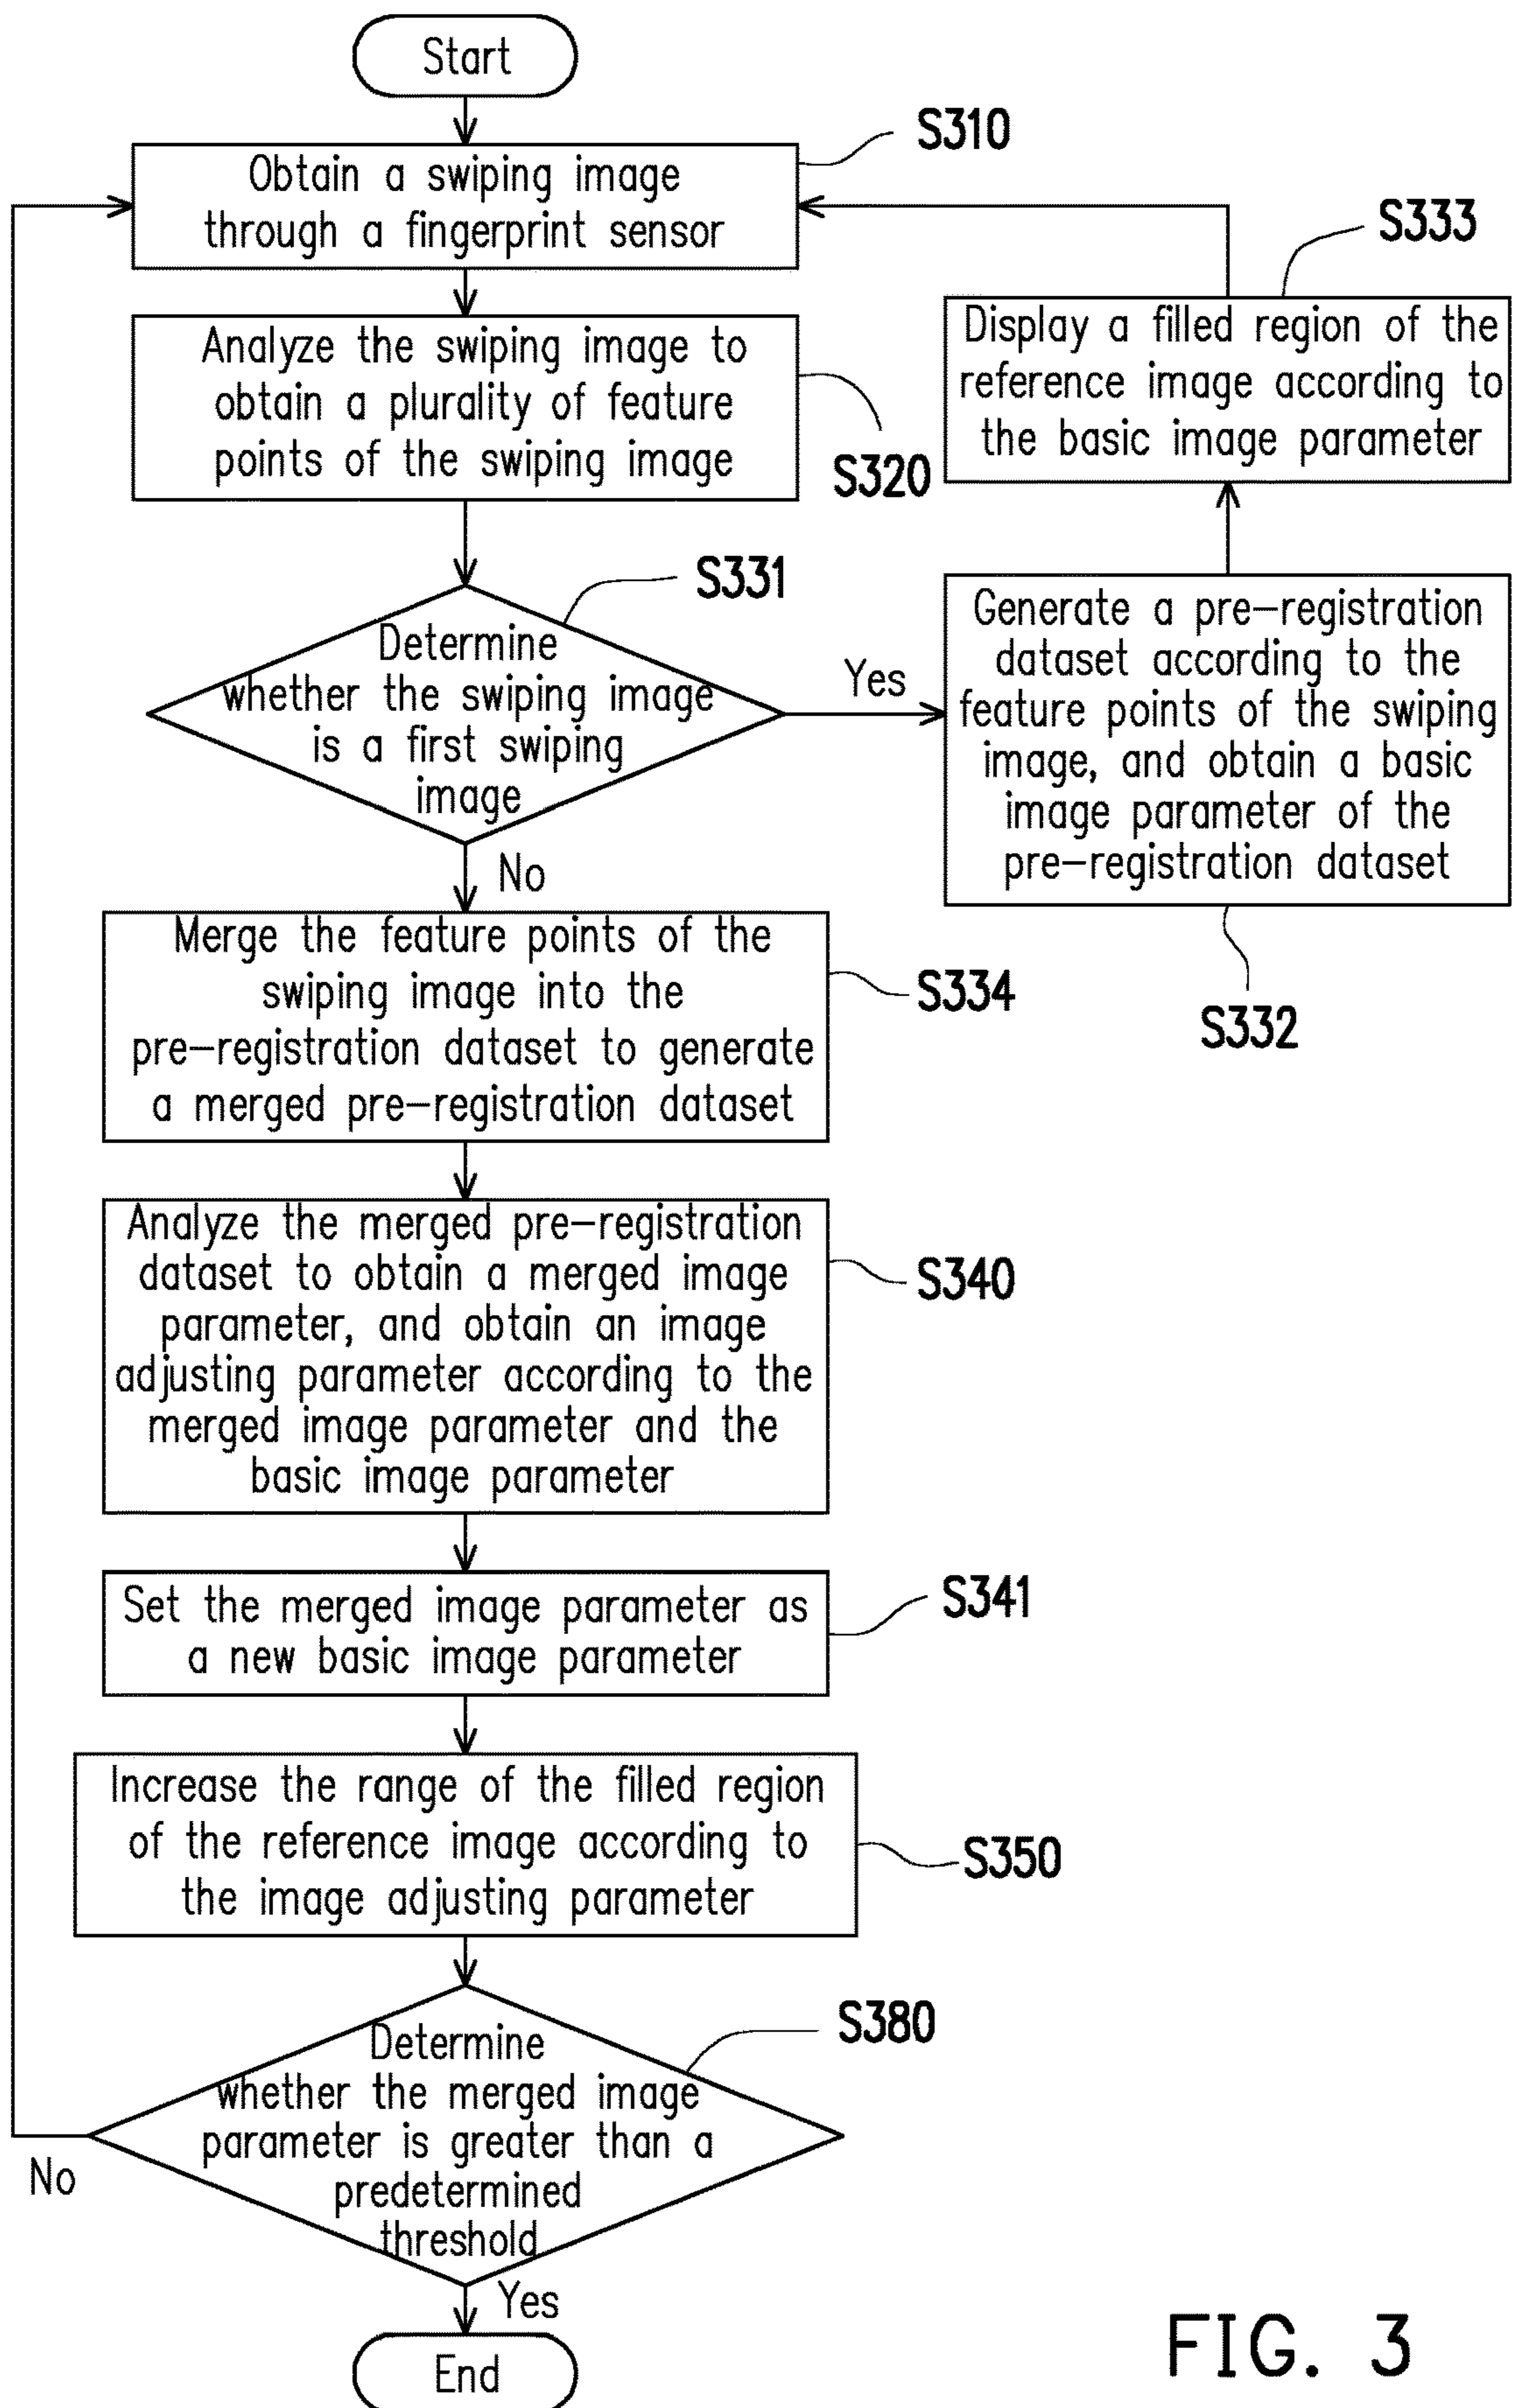 Start
S310
Obtain a swiping image
through a fingerprint sensor
S333
Display a filled region of the
reference image according to
the basic image parameter
Analyze the swiping image to
obtain a plurality of feature
points of the swiping image
S320
S331
Determine
whether the swiping image
is a first swiping
image
Yes
Generate a pre-registration
dataset according to the
feature points of the swiping
image, and obtain a basic
image parameter of the
pre-registration dataset
S332
No
Merge the feature points of the
swiping image into the
pre-registration dataset to generate
a merged pre-registration dataset
S334
Analyze the merged pre-registration
dataset to obtain a merged image
parameter, and obtain an image
adjusting parameter according to the
merged image parameter and the
basic image parameter
S340
Set the merged image parameter as
a new basic image parameter
S341
Increase the range of the filled region
of the reference image according to
the image adjusting parameter
S350
S380
Determine
whether the merged image
parameter is greater than a
predetermined
threshold
No
Yes
End
FIG. 3